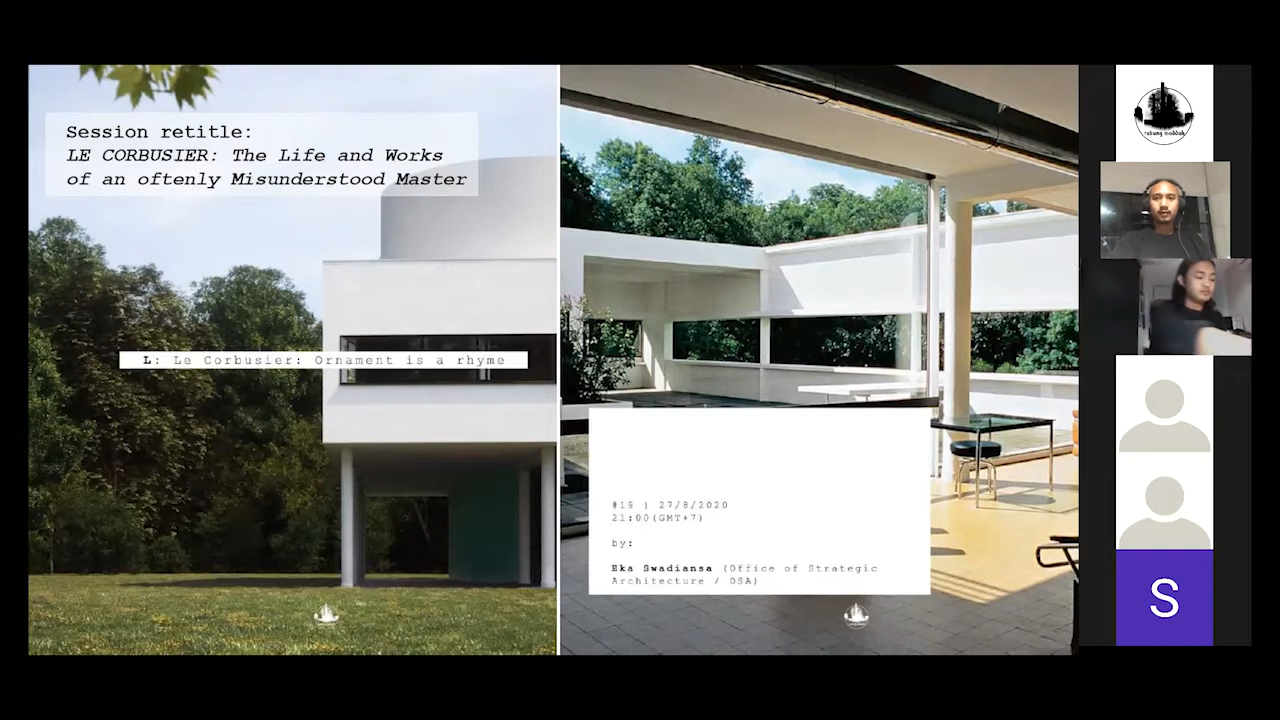 Session retitle:
LE CORBUSIER: The Life and Works
of an oftenly Misunderstood Master
L: Le Corbusier: Ornament is a rhyme
#19 | 27/8/2020
21:00(GMT+7)
by:
Eka Swadiansa (Office of Strategic
Architecture / OSA)
S